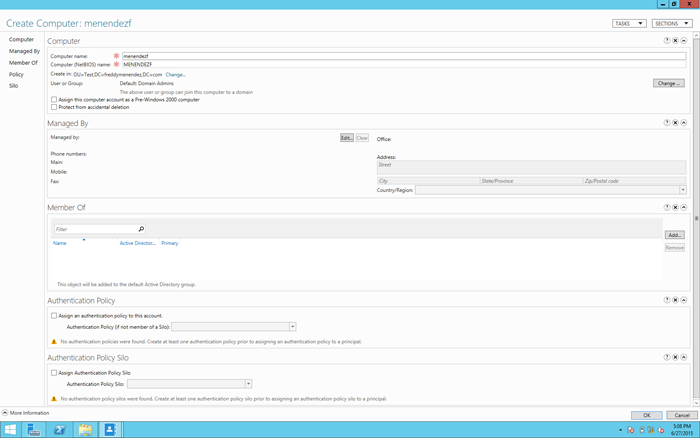 Create Computer: menendezf
TASKS
SECTIONS
Computer
Managed By
Member Of
Policy
Silo
Computer
Computer name:
menendezf
Computer (NetBIOS) name:
MENENDEZF
Create in: OU=Test,DC=freddymenendez,DC=com Change...
User or Group: Default: Domain Admins
Change ...
The above user or group can join this computer to a domain
Assign this computer account as a Pre-Windows 2000 computer
Protect from accidental deletion
Managed By
Managed by:
Edit...
Clear
Office:
Phone numbers:
Main:
Mobile:
Fax:
Address:
Street
City
State/Province
Zip/Postal code
Country/Region:
Member Of
Filter
Name
Active Director...
Primary
Add...
Remove
This object will be added to the default Active Directory group.
Authentication Policy
Assign an authentication policy to this account.
Authentication Policy (if not member of a Silo):
No authentication policies were found. Create at least one authentication policy prior to assigning an authentication policy to a principal.
Authentication Policy Silo
Assign Authentication Policy Silo
Authentication Policy Silo:
No authentication policy silos were found. Create at least one authentication policy silo prior to assigning an authentication policy silo to a principal.
More Information
OK
Cancel
5:08 PM
6/27/2015